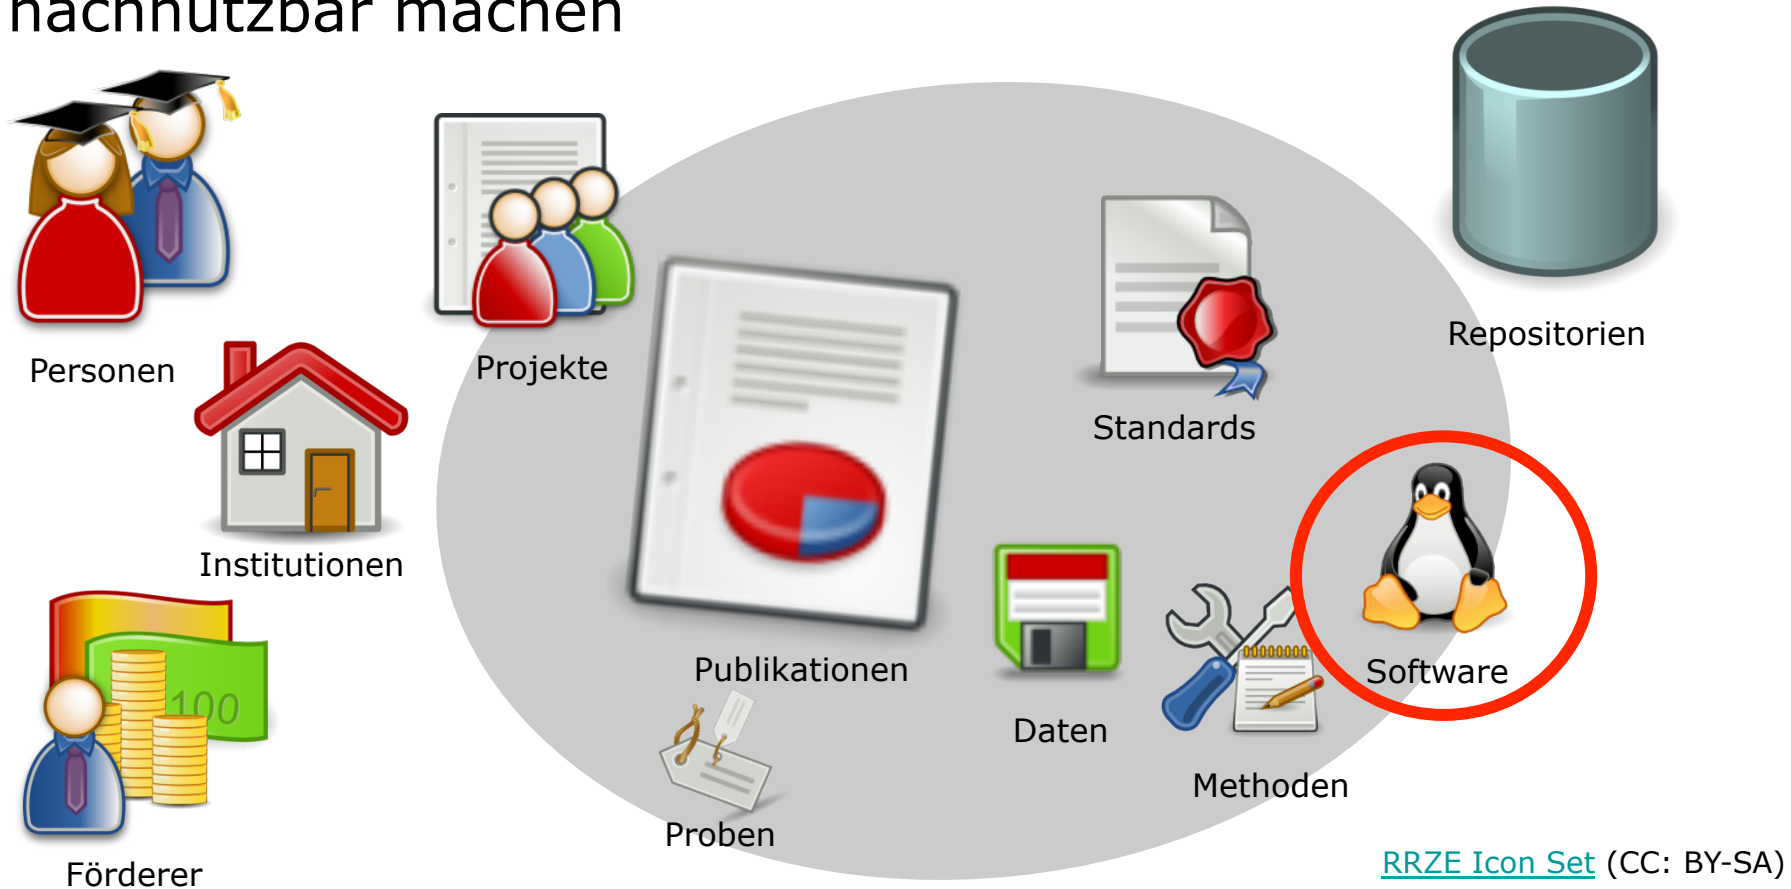 nachnutzbar machen
Personen
Projekte
Repositorien
Standards
Institutionen
Publikationen
Software
Daten
Methoden
100
Proben
Förderer
RRZE Icon Set (CC: BY-SA)